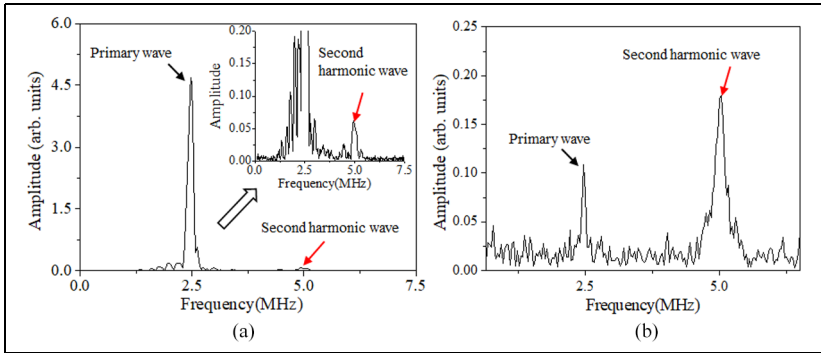 6.0
4.5
3.0
1.5
0.0
0.0
2.5
5.0
7.5
Amplitude (arb. units)
Frequency(MHz)
Primary wave
Second harmonic wave
0.20
0.15
0.10
0.05
0.00
0.0
2.5
5.0
7.5
Amplitude
Frequency(MHz)
Second
harmonic wave
(a)
0.25
0.20
0.15
0.10
0.05
0.00
2.5
5.0
Amplitude (arb. units)
Frequency(MHz)
Second harmonic wave
Primary wave
(b)